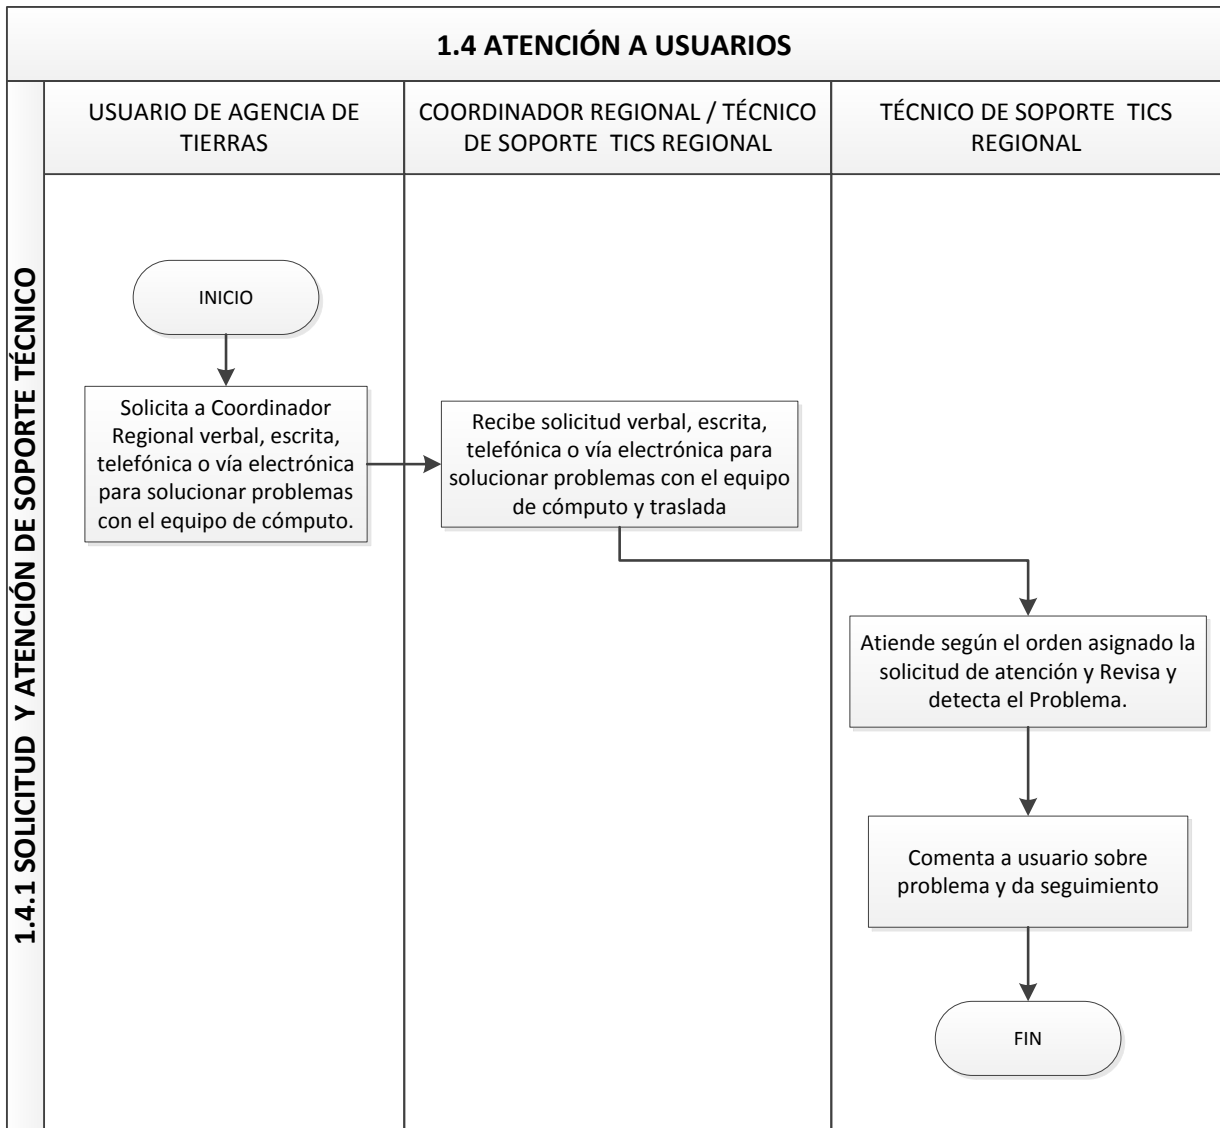 1.4 ATENCIÓN A USUARIOS
1.4.1 SOLICITUD Y ATENCIÓN DE SOPORTE TÉCNICO
USUARIO DE AGENCIA DE
TIERRAS
COORDINADOR REGIONAL / TÉCNICO
DE SOPORTE TICS REGIONAL
TÉCNICO DE SOPORTE TICS
REGIONAL
INICIO
Solicita a Coordinador
Regional verbal, escrita,
telefónica o vía electrónica
para solucionar problemas
con el equipo de cómputo.
Recibe solicitud verbal, escrita,
telefónica o vía electrónica para
solucionar problemas con el equipo
de cómputo y traslada
Atiende según el orden asignado la
solicitud de atención y Revisa y
detecta el Problema.
Comenta a usuario sobre
problema y da seguimiento
FIN